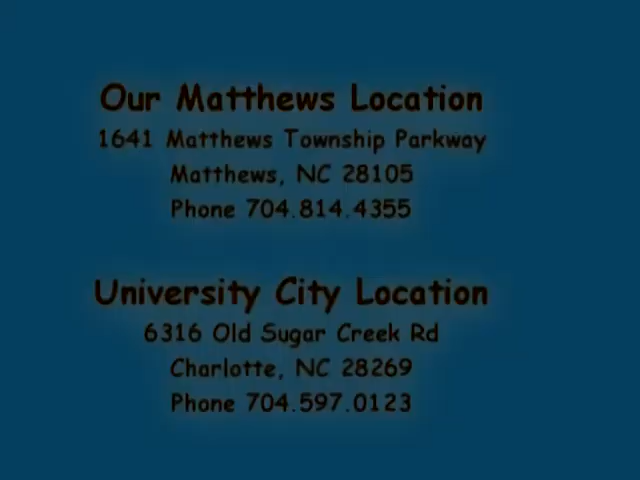 Our Matthews Location
1641 Matthews Township Parkway
Matthews, NC 28105
Phone 704.814.4355
University City Location
6316 Old Sugar Creek Rd
Charlotte, NC 28269
Phone 704.597.0123